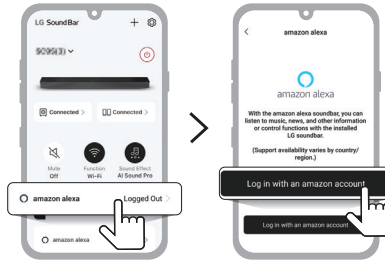 LG Sound Bar
Connected >
Connected >
Mute
Off
Function
Wi-Fi
Sound Effect
AI Sound Pro
amazon alexa
Logged Out >
amazon alexa
amazon alexa
amazon alexa
With the amazon alexa soundbar, you can
listen to music, news, and other information
or control functions with the installed
LG soundbar.
(Support availability varies by country/
region.)
Log in with an amazon account
Log in with an amazon account